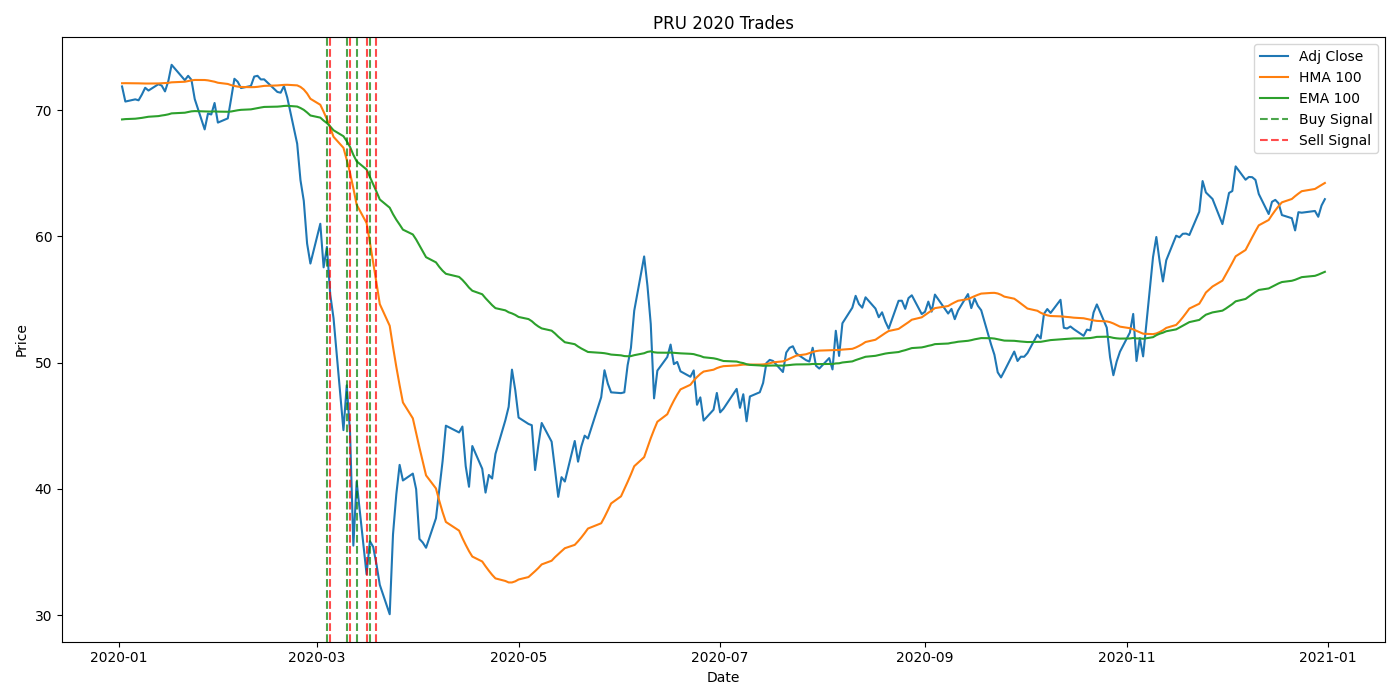 PRU 2020 Trades
Adj Close
HMA 100
EMA 100
Buy Signal
Sell Signal
Price
70
60
50
40
30
2020-01
2020-03
2020-05
2020-07
2020-09
2020-11
2021-01
Date